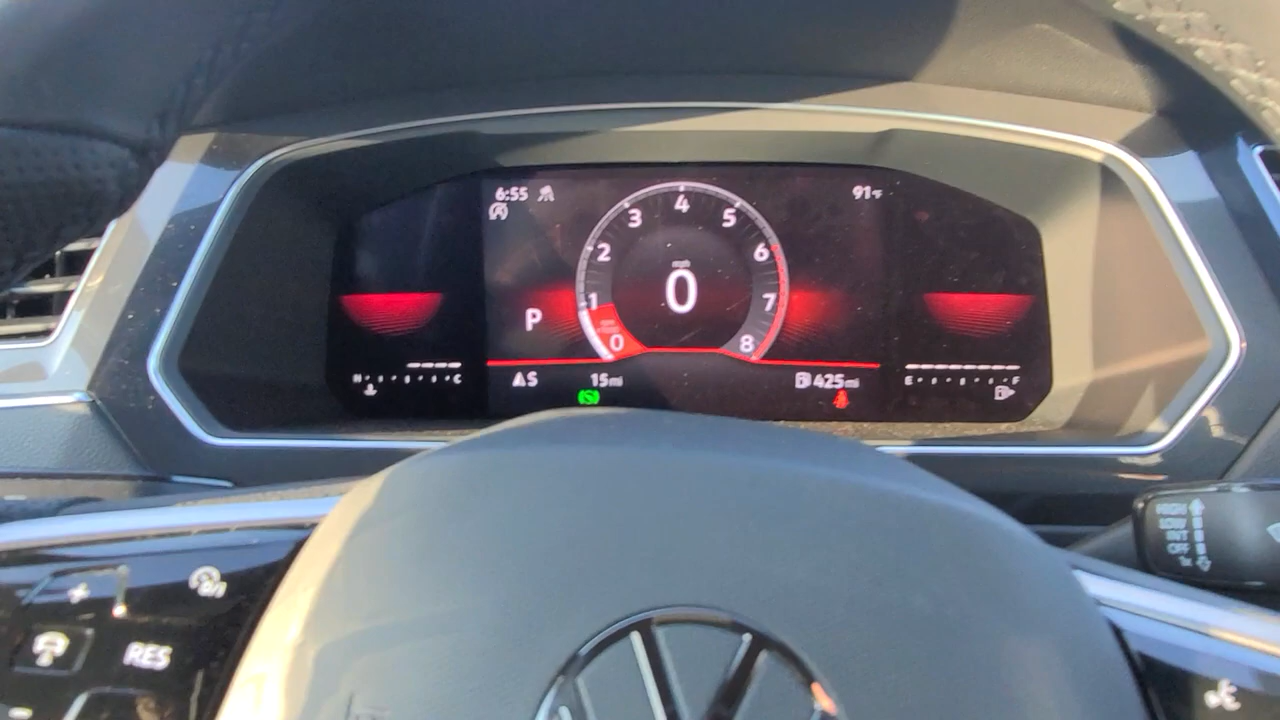 6:55
91°F
4
3 5
2 6
mph
0
1 7
P
0 8
H C
S 15mi
425mi
E F
HIGH
LOW
INT
OFF
1x
RES